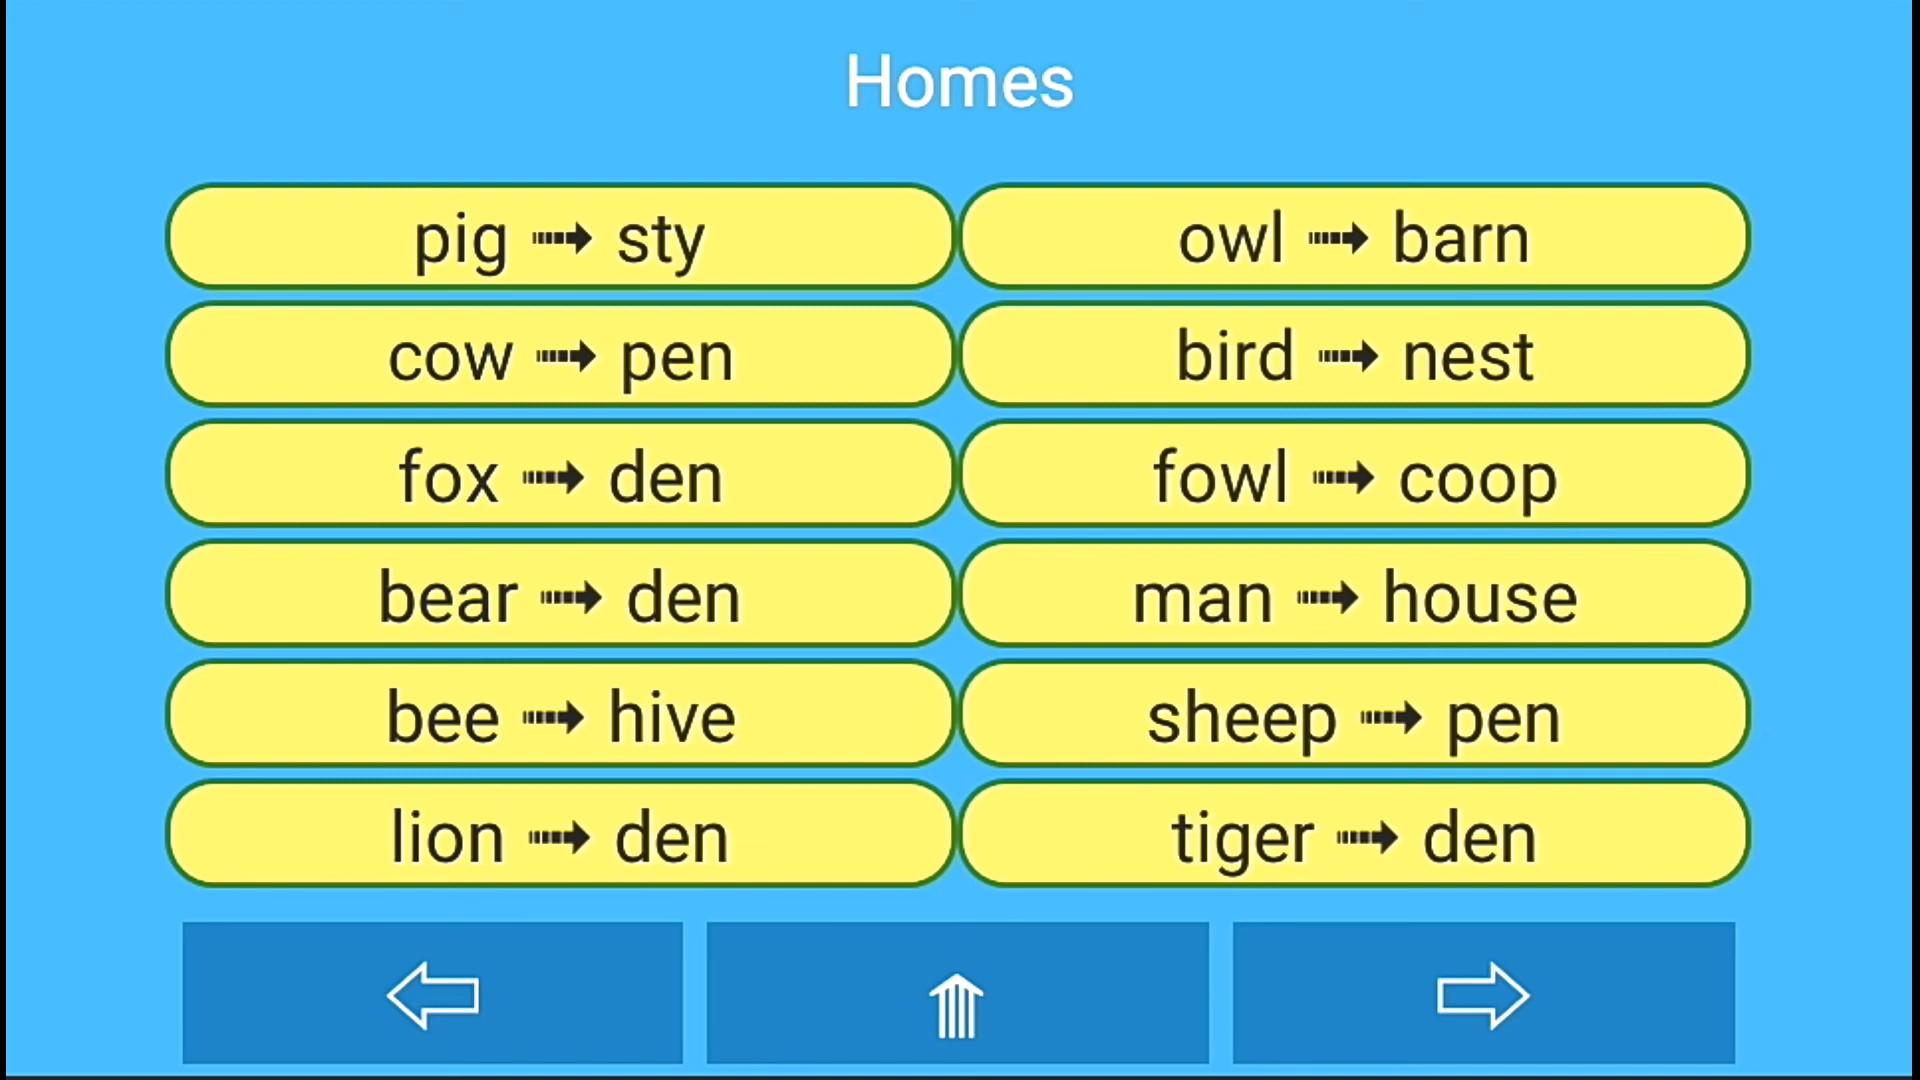 Homes
pig ➟ sty
owl ➟ barn
cow ➟ pen
bird ➟ nest
fox ➟ den
fowl ➟ coop
bear ➟ den
man ➟ house
bee ➟ hive
sheep ➟ pen
lion ➟ den
tiger ➟ den